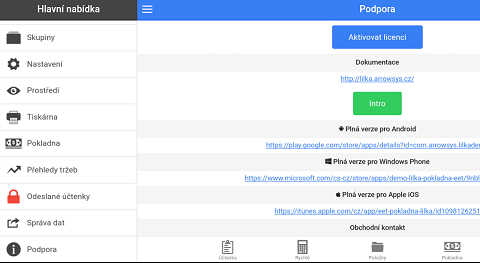 Hlavní nabídka
Skupiny
Nastavení
Prostředí
Tiskárna
Pokladna
Přehledy tržeb
Odeslané účtenky
Správa dat
Podpora
Podpora
Aktivovat licenci
Dokumentace
http://lilka.arrowsys.cz/
Intro
Plná verze pro Android
https://play.google.com/store/apps/details?id=com.arrowsys.lilkade
Plná verze pro Windows Phone
https://www.microsoft.com/cs-cz/store/apps/demo-lilka-pokladna-eet/9nbl
Plná verze pro Apple iOS
https://itunes.apple.com/cz/app/eet-pokladna-lilka/id1098126251
Obchodní kontakt
Účtenka
Rychlé
Položky
Pokladna